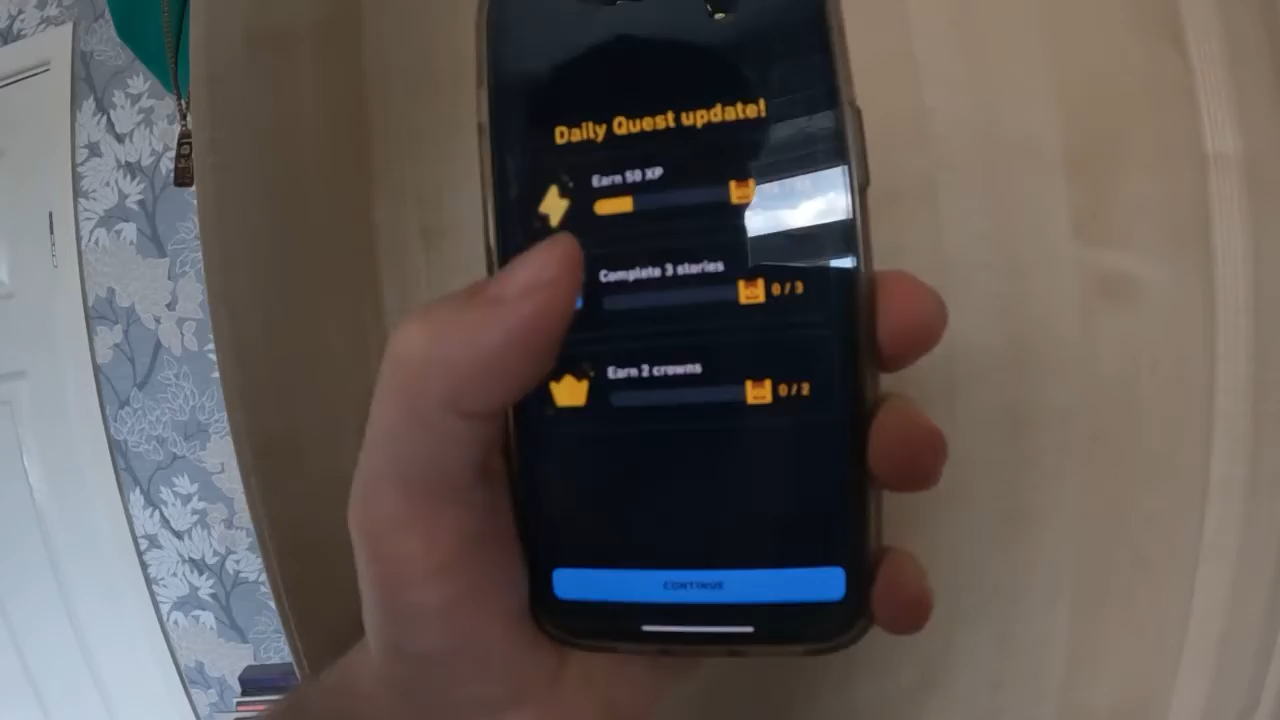 Daily Quest update!
Earn 50 XP
Complete 3 stories
0 / 3
Earn 2 crowns
0 / 2
CONTINUE